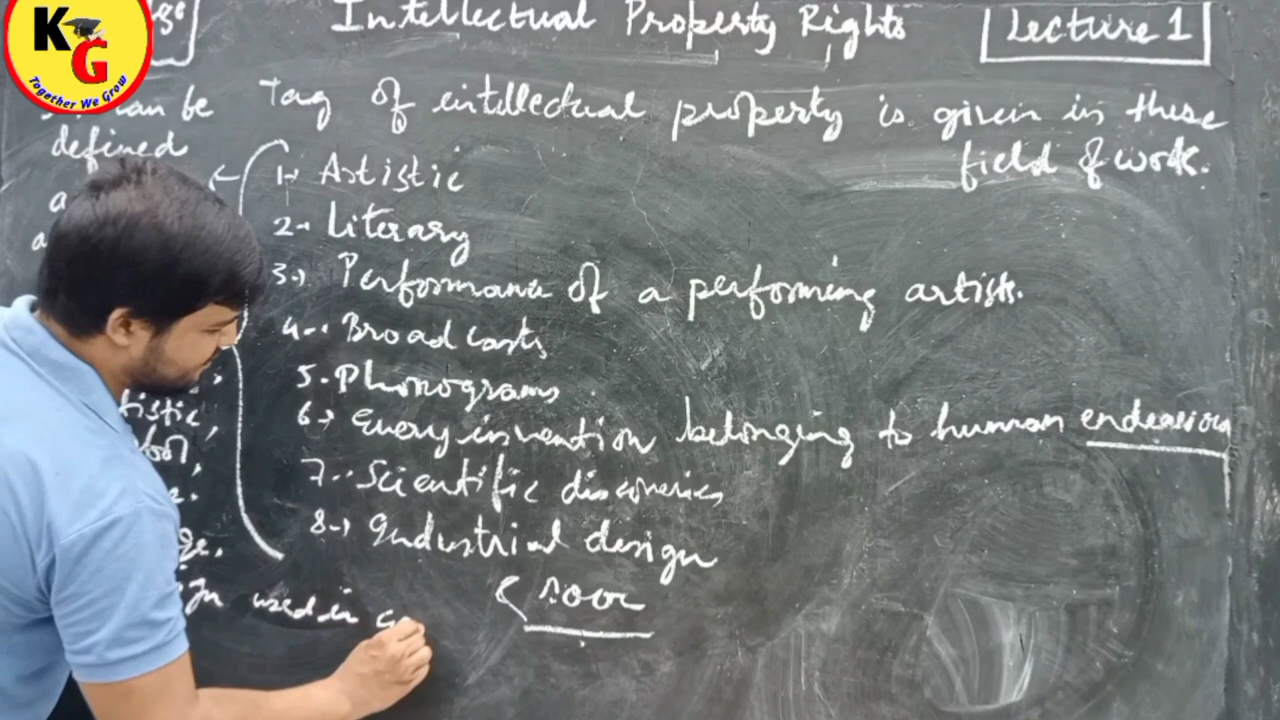 KG
Together We Grow
Intellectual Property Rights
Lecture 1
can be
defined
Tag of intellectual property is given in these
field of work.
1. Artistic
2. Literary
3. Performance of a performing artists.
4. Broadcasts
5. Phonograms
6. Every invention belonging to human endeavour
7. Scientific discoveries
8. Industrial design
used in